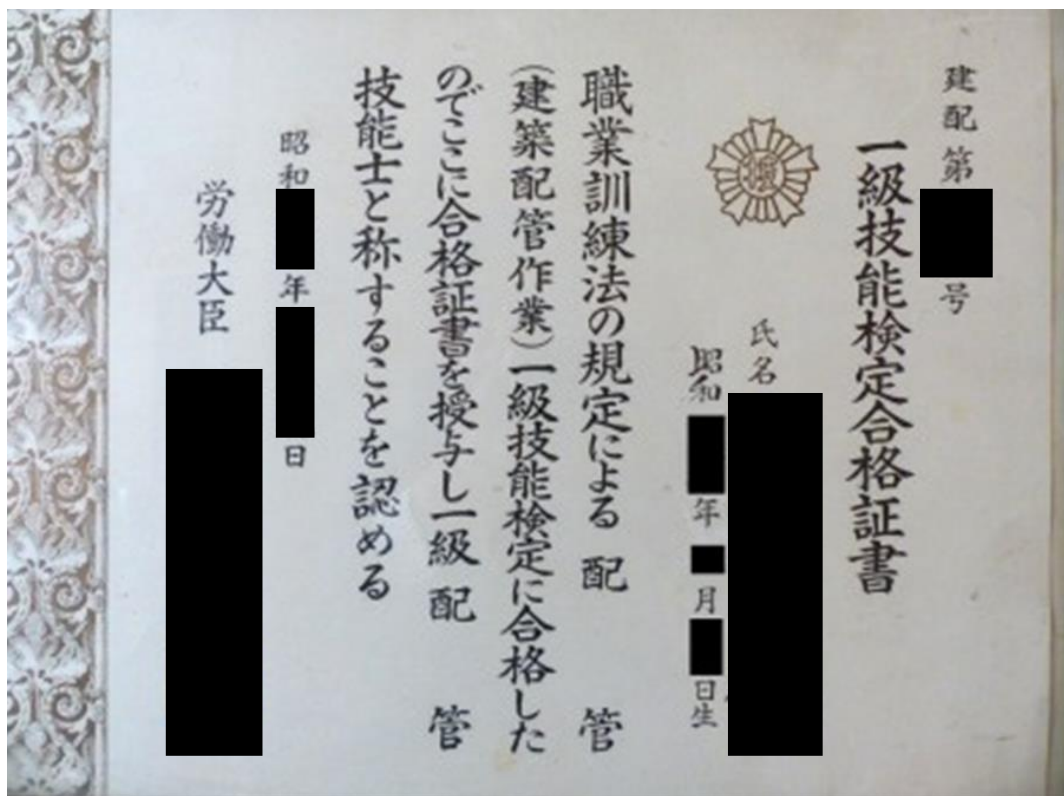 建配第号
一級技能検定合格証書
技
氏名
昭和年月日生
職業訓練法の規定による配管
(建築配管作業)一級技能検定に合格した
のでここに合格証書を授与し一級配管
技能士と称することを認める
昭和年日
労働大臣